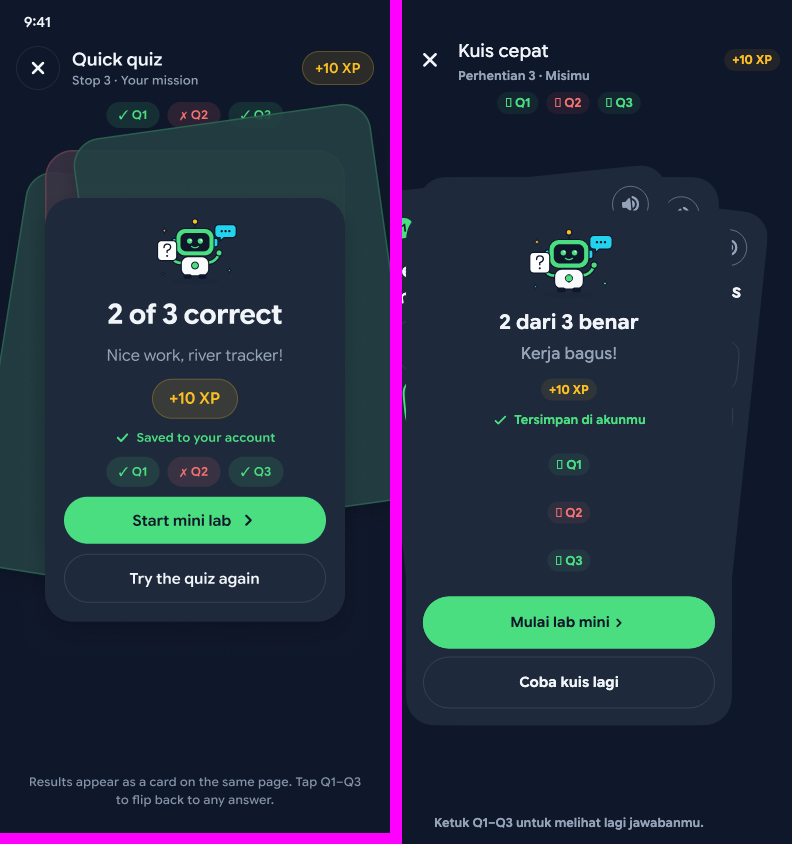 9:41
Quick quiz
Stop 3 · Your mission
+10 XP
✓ Q1
✗ Q2
✓ Q3
?
2 of 3 correct
Nice work, river tracker!
+10 XP
Saved to your account
✓ Q1
✗ Q2
✓ Q3
Start mini lab
Try the quiz again
Results appear as a card on the same page. Tap Q1–Q3
to flip back to any answer.
Kuis cepat
Perhentian 3 · Misimu
+10 XP
▯ Q1
▯ Q2
▯ Q3
?
2 dari 3 benar
Kerja bagus!
+10 XP
Tersimpan di akunmu
▯ Q1
▯ Q2
▯ Q3
Mulai lab mini
Coba kuis lagi
Ketuk Q1–Q3 untuk melihat lagi jawabanmu.